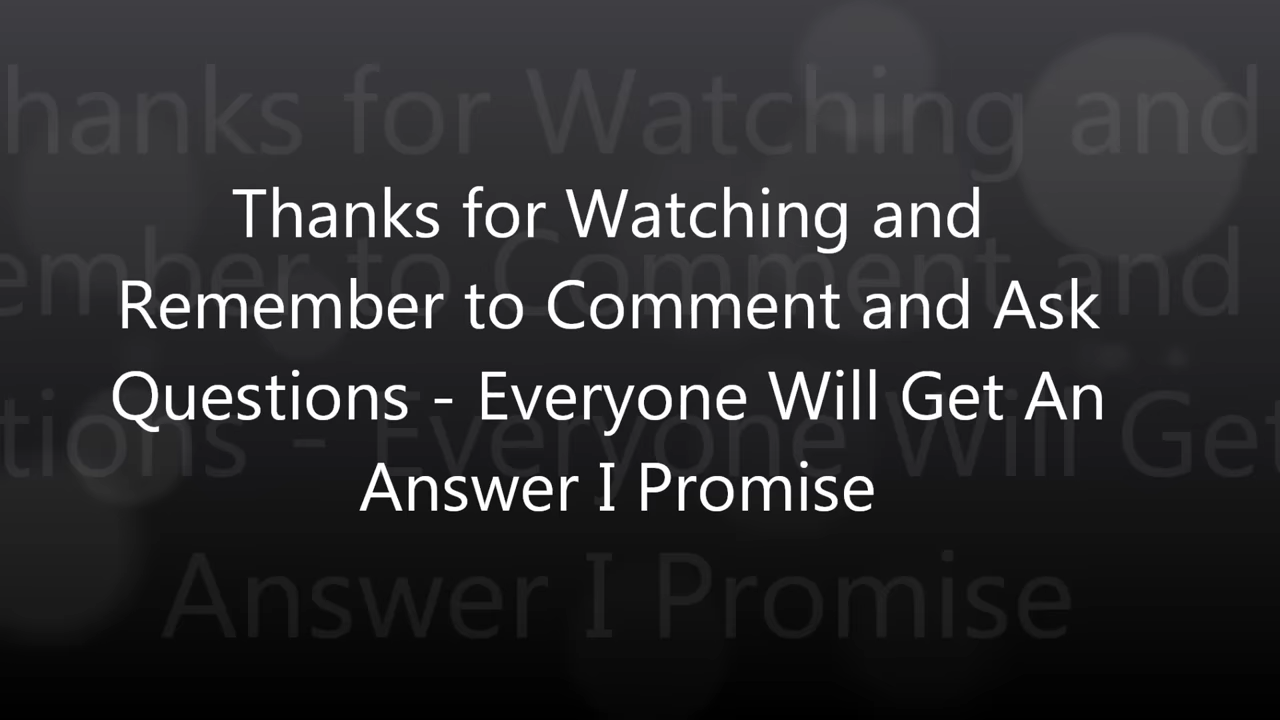 Thanks for Watching and
Remember to Comment and Ask
Questions - Everyone Will Get An
Answer I Promise